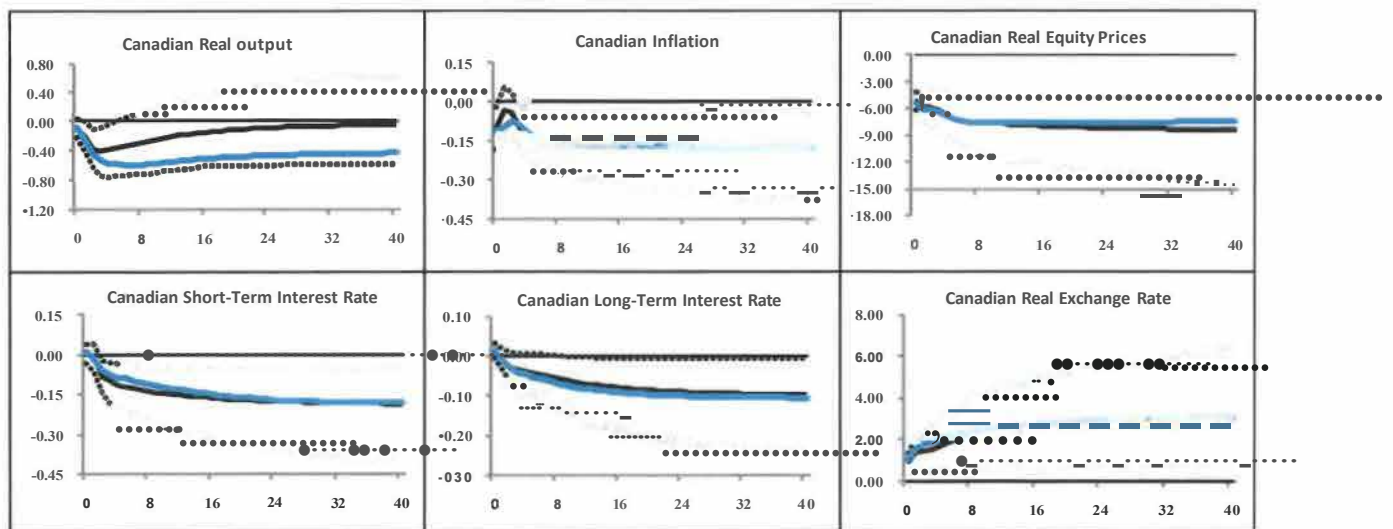 Canadian Real output
0.80
0.40
0.00
-0.40
-0.80
-1.20
0 8 16 24 32 40
Canadian Inflation
0.15
0.00
-0.15
-0.30
-0.45
0 8 16 24 32 40
Canadian Real Equity Prices
0.00
-3.00
-6.00
-9.00
-12.00
-15.00
-18.00
0 8 16 24 32 40
Canadian Short-Term Interest Rate
0.15
0.00
-0.15
-0.30
-0.45
0 8 16 24 32 40
Canadian Long-Term Interest Rate
0.10
0.00
-0.10
-0.20
-030
0 8 16 24 32 40
Canadian Real Exchange Rate
8.00
6.00
4.00
2.00
0.00
0 8 16 24 32 40